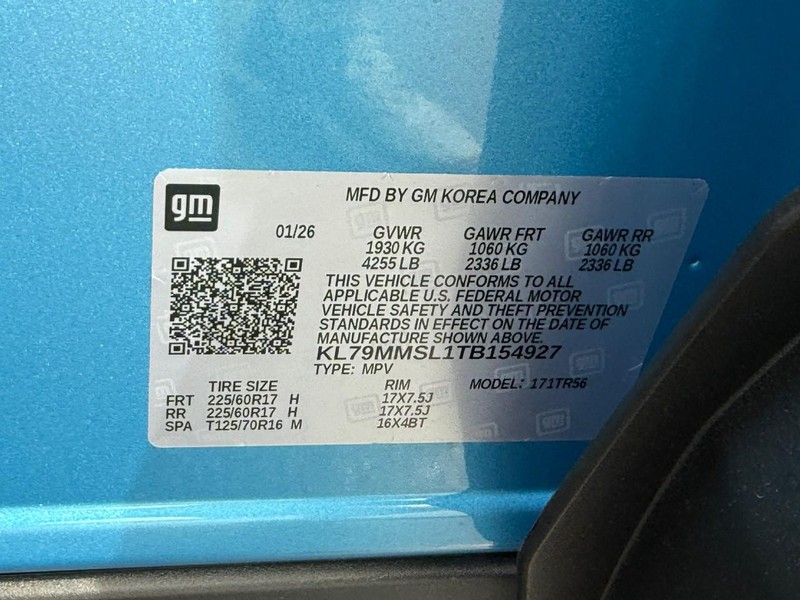 gm
MFD BY GM KOREA COMPANY
01/26 GVWR GAWR FRT GAWR RR
1930 KG 1060 KG 1060 KG
4255 LB 2336 LB 2336 LB
THIS VEHICLE CONFORMS TO ALL
APPLICABLE U.S. FEDERAL MOTOR
VEHICLE SAFETY AND THEFT PREVENTION
STANDARDS IN EFFECT ON THE DATE OF
MANUFACTURE SHOWN ABOVE.
KL79MMSL1TB154927
TYPE: MPV
TIRE SIZE RIM MODEL: 171TR56
FRT 225/60R17 H 17X7.5J
RR 225/60R17 H 17X7.5J
SPA T125/70R16 M 16X4BT